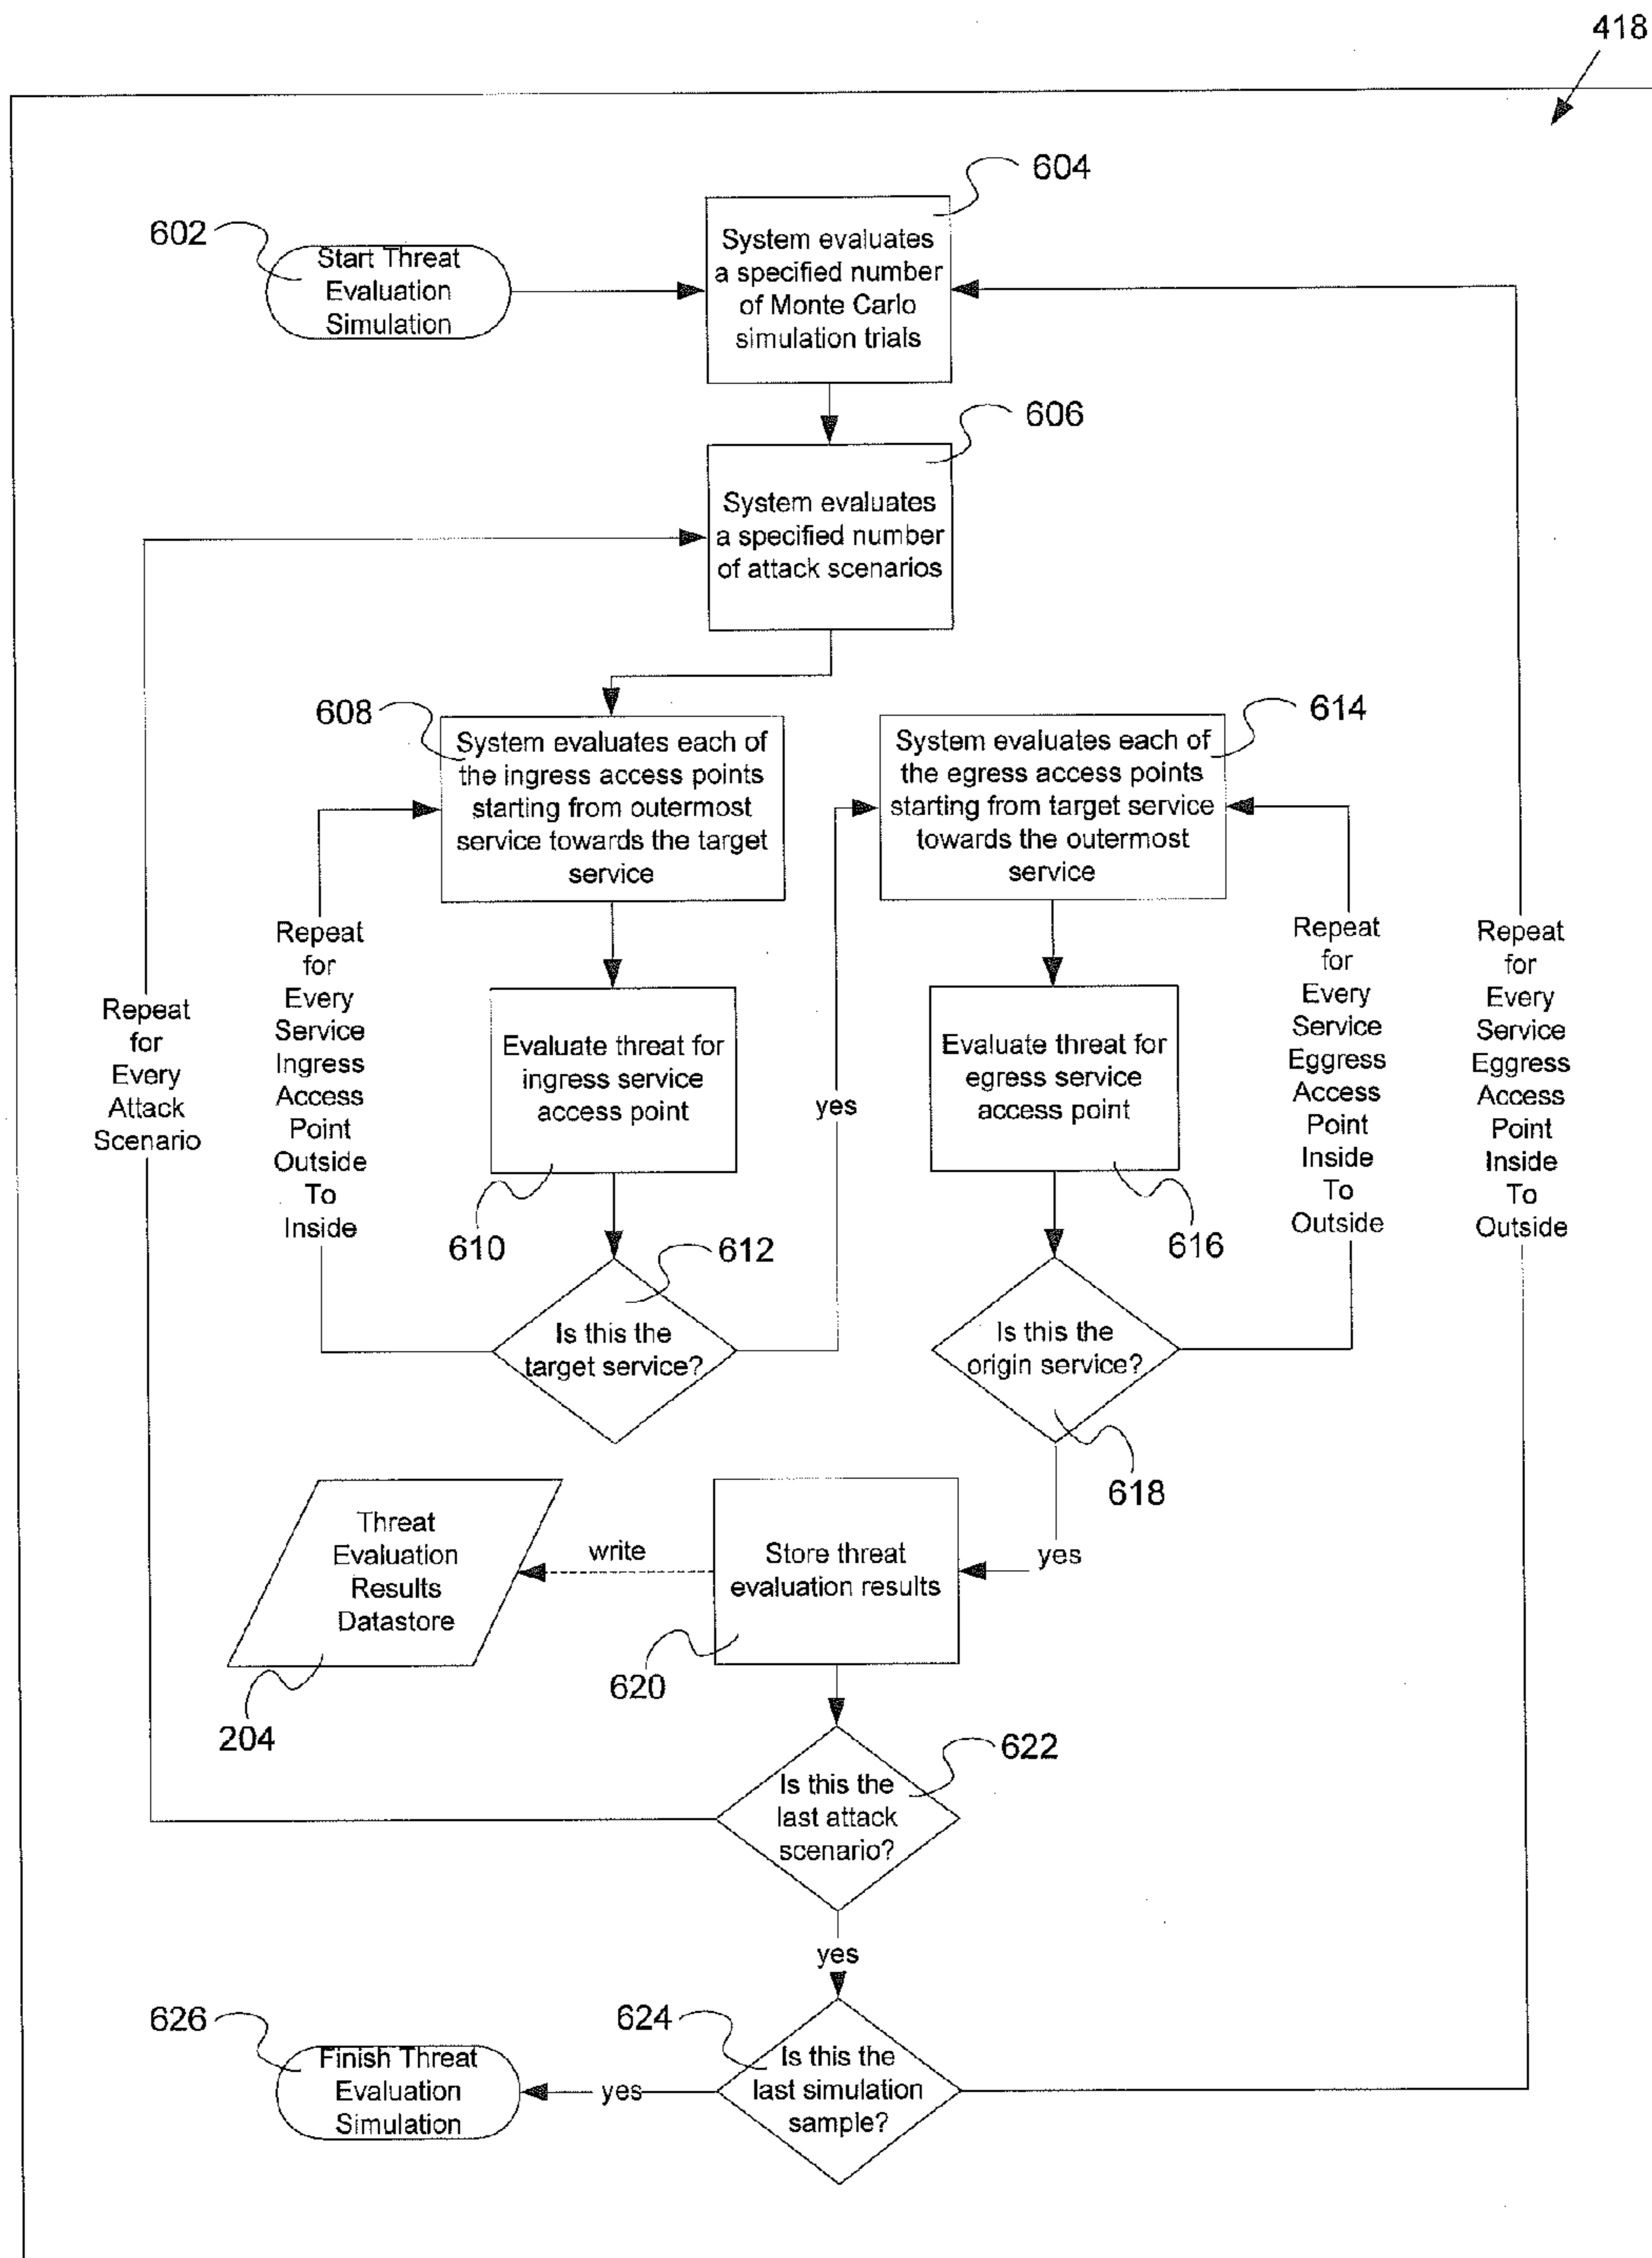 418
604
602
Start Threat
Evaluation
Simulation
System evaluates
a specified number
of Monte Carlo
simulation trials
606
System evaluates
a specified number
of attack scenarios
608
System evaluates each of
the ingress access points
starting from outermost
service towards the target
service
614
System evaluates each of
the egress access points
starting from target service
towards the outermost
service
Repeat
for
Every
Attack
Scenario
Repeat
for
Every
Service
Ingress
Access
Point
Outside
To
Inside
Evaluate threat for
ingress service
access point
yes
Evaluate threat for
egress service
access point
Repeat
for
Every
Service
Eggress
Access
Point
Inside
To
Outside
Repeat
for
Every
Service
Eggress
Access
Point
Inside
To
Outside
610
612
616
Is this the
target service?
Is this the
origin service?
618
Threat
Evaluation
Results
Datastore
write
Store threat
evaluation results
yes
620
204
622
Is this the
last attack
scenario?
yes
626
624
Finish Threat
Evaluation
Simulation
yes
Is this the
last simulation
sample?